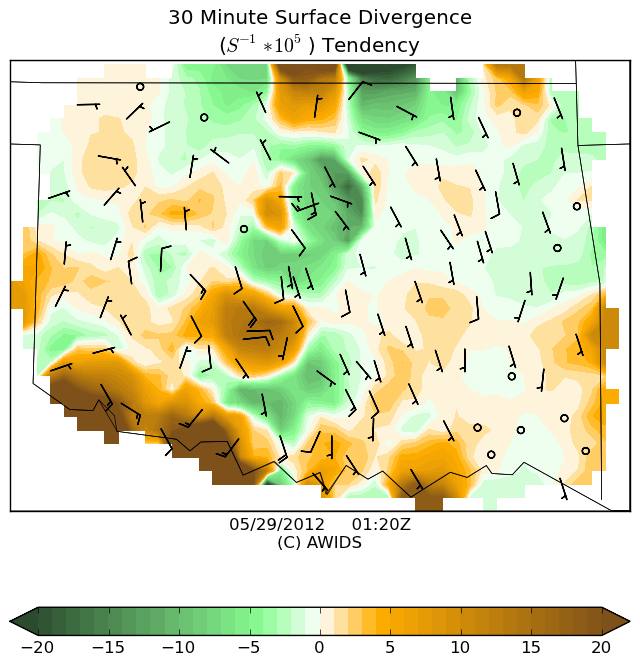 30 Minute Surface Divergence
(S⁻¹ * 10⁵ ) Tendency
05/29/2012 01:20Z
(C) AWIDS
−20 −15 −10 −5 0 5 10 15 20